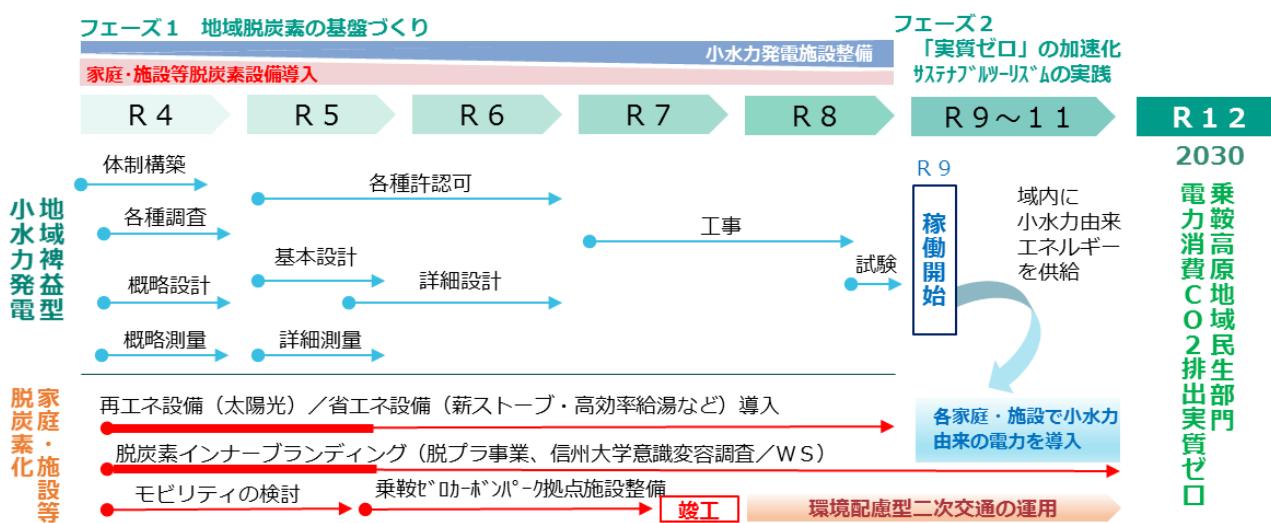 フェーズ１　地域脱炭素の基盤づくり
小水力発電施設整備
家庭・施設等脱炭素設備導入
フェーズ２
「実質ゼロ」の加速化
ｻｽﾃﾅﾌﾞﾙﾂｰﾘｽﾞﾑの実践
Ｒ４
Ｒ５
Ｒ６
Ｒ７
Ｒ８
Ｒ９～１１
Ｒ１２
2030
乗鞍高原地域民生部門
電力消費ＣＯ２排出実質ゼロ
地域裨益型
小水力発電
体制構築
各種許認可
各種調査
工事
基本設計
概略設計
詳細設計
試験
概略測量
詳細測量
Ｒ９
稼働開始
域内に
小水力由来
エネルギー
を供給
家庭・施設等
脱炭素化
再エネ設備（太陽光）／省エネ設備（薪ストーブ・高効率給湯など）導入
各家庭・施設で小水力
由来の電力を導入
脱炭素インナーブランディング（脱プラ事業、信州大学意識変容調査／ＷＳ）
モビリティの検討
乗鞍ｾﾞﾛｶｰﾎﾞﾝﾊﾟｰｸ拠点施設整備
竣工
環境配慮型二次交通の運用